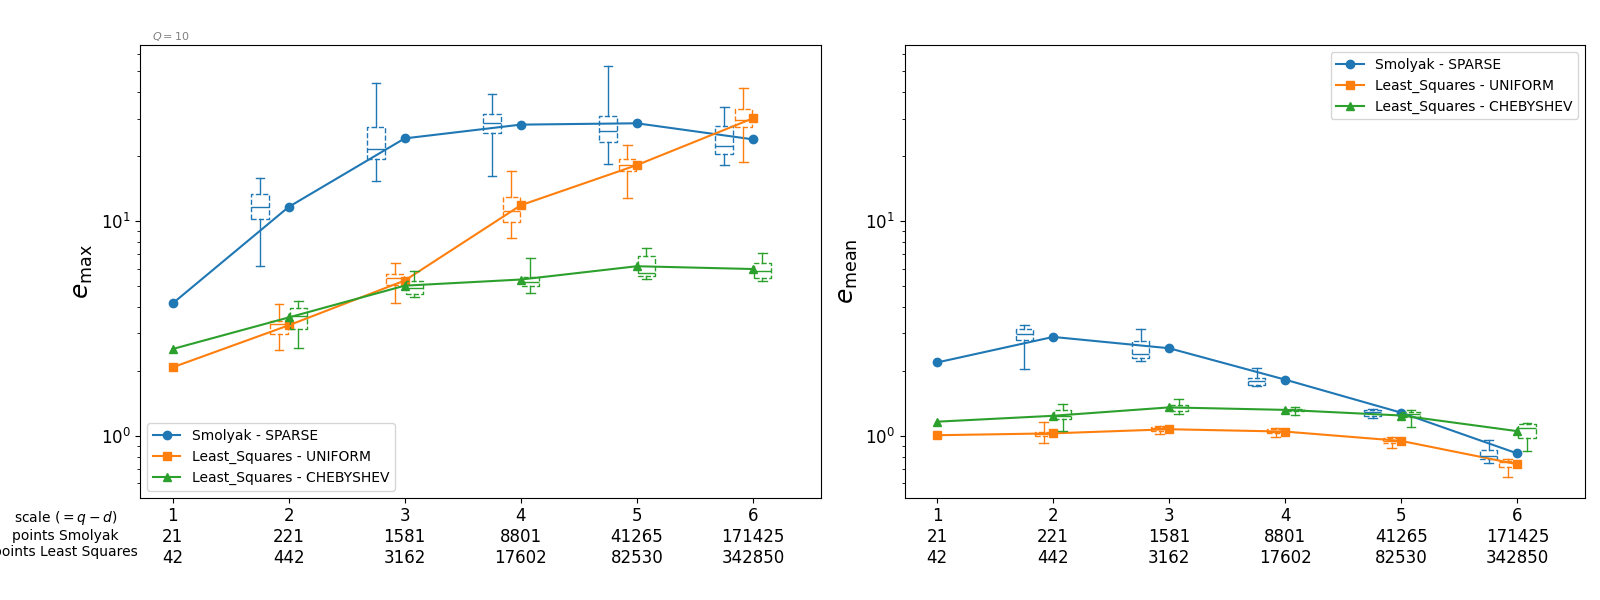 Q = 10
10¹
10⁰
e_max
Smolyak - SPARSE
Least_Squares - UNIFORM
Least_Squares - CHEBYSHEV
scale (= q − d)
1 2 3 4 5 6
points Smolyak
21 221 1581 8801 41265 171425
oints Least Squares
42 442 3162 17602 82530 342850
10¹
10⁰
e_mean
Smolyak - SPARSE
Least_Squares - UNIFORM
Least_Squares - CHEBYSHEV
1 2 3 4 5 6
21 221 1581 8801 41265 171425
42 442 3162 17602 82530 342850